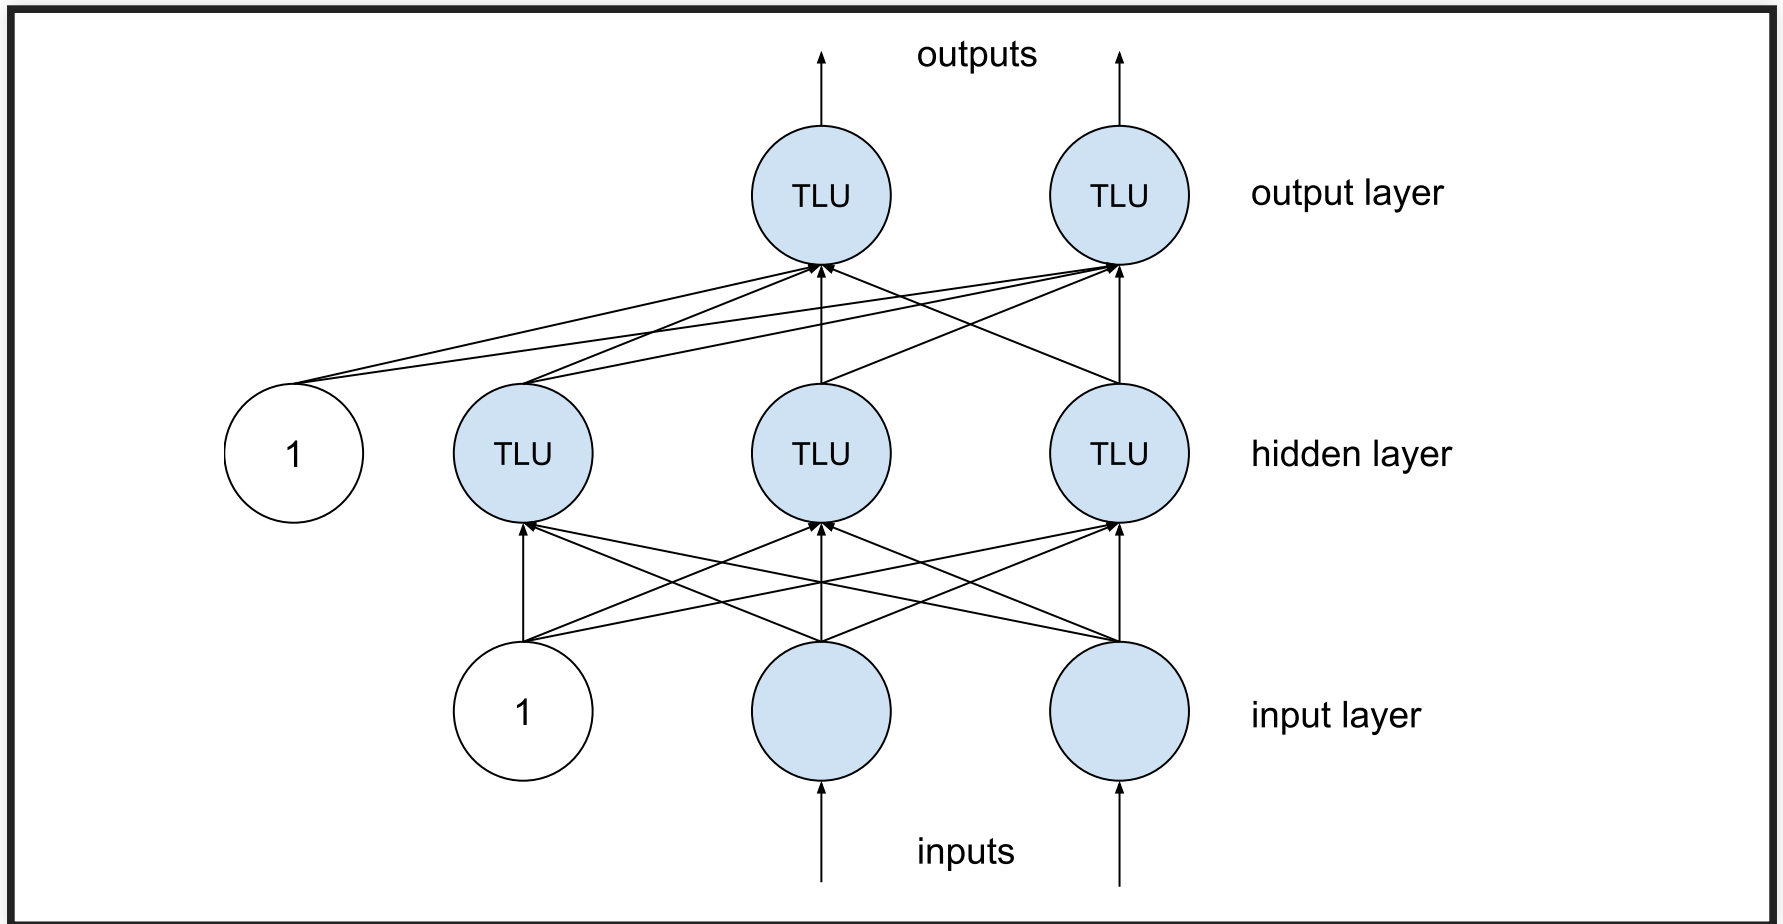 outputs
TLU TLU output layer
1 TLU TLU TLU hidden layer
1 input layer
inputs